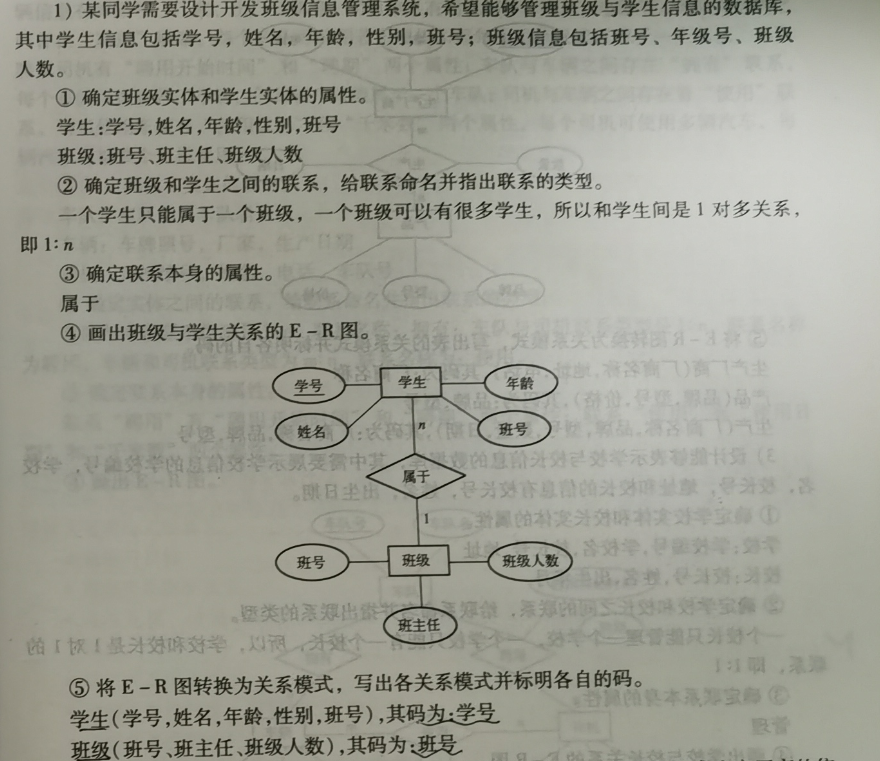 1）某同学需要设计开发班级信息管理系统，希望能够管理班级与学生信息的数据库，
其中学生信息包括学号，姓名，年龄，性别，班号；班级信息包括班号、年级号、班级
人数。
① 确定班级实体和学生实体的属性。
学生:学号,姓名,年龄,性别,班号
班级:班号、班主任、班级人数
② 确定班级和学生之间的联系，给联系命名并指出联系的类型。
一个学生只能属于一个班级，一个班级可以有很多学生，所以和学生间是1对多关系，
即1:n
③ 确定联系本身的属性。
属于
④ 画出班级与学生关系的E-R图。
学号 学生 年龄
姓名 n 班号
属于
1
班号 班级 班级人数
班主任
⑤ 将E-R图转换为关系模式，写出各关系模式并标明各自的码。
学生(学号,姓名,年龄,性别,班号),其码为:学号
班级(班号、班主任、班级人数),其码为:班号